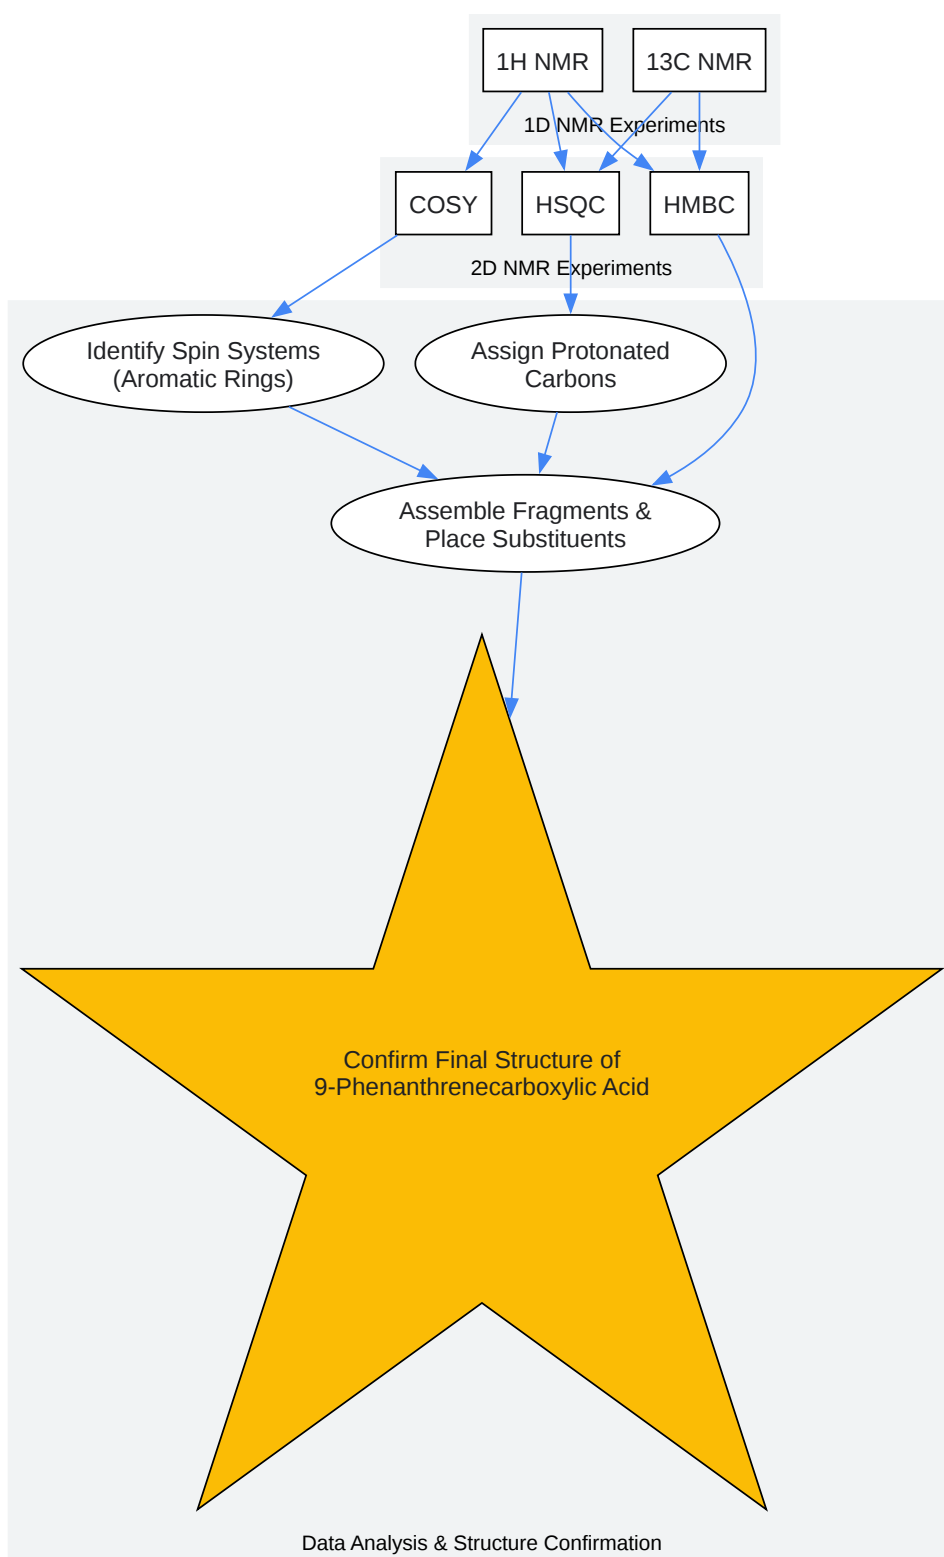 1H NMR
13C NMR
1D NMR Experiments
COSY
HSQC
HMBC
2D NMR Experiments
Identify Spin Systems
(Aromatic Rings)
Assign Protonated
Carbons
Assemble Fragments &
Place Substituents
Confirm Final Structure of
9-Phenanthrenecarboxylic Acid
Data Analysis & Structure Confirmation